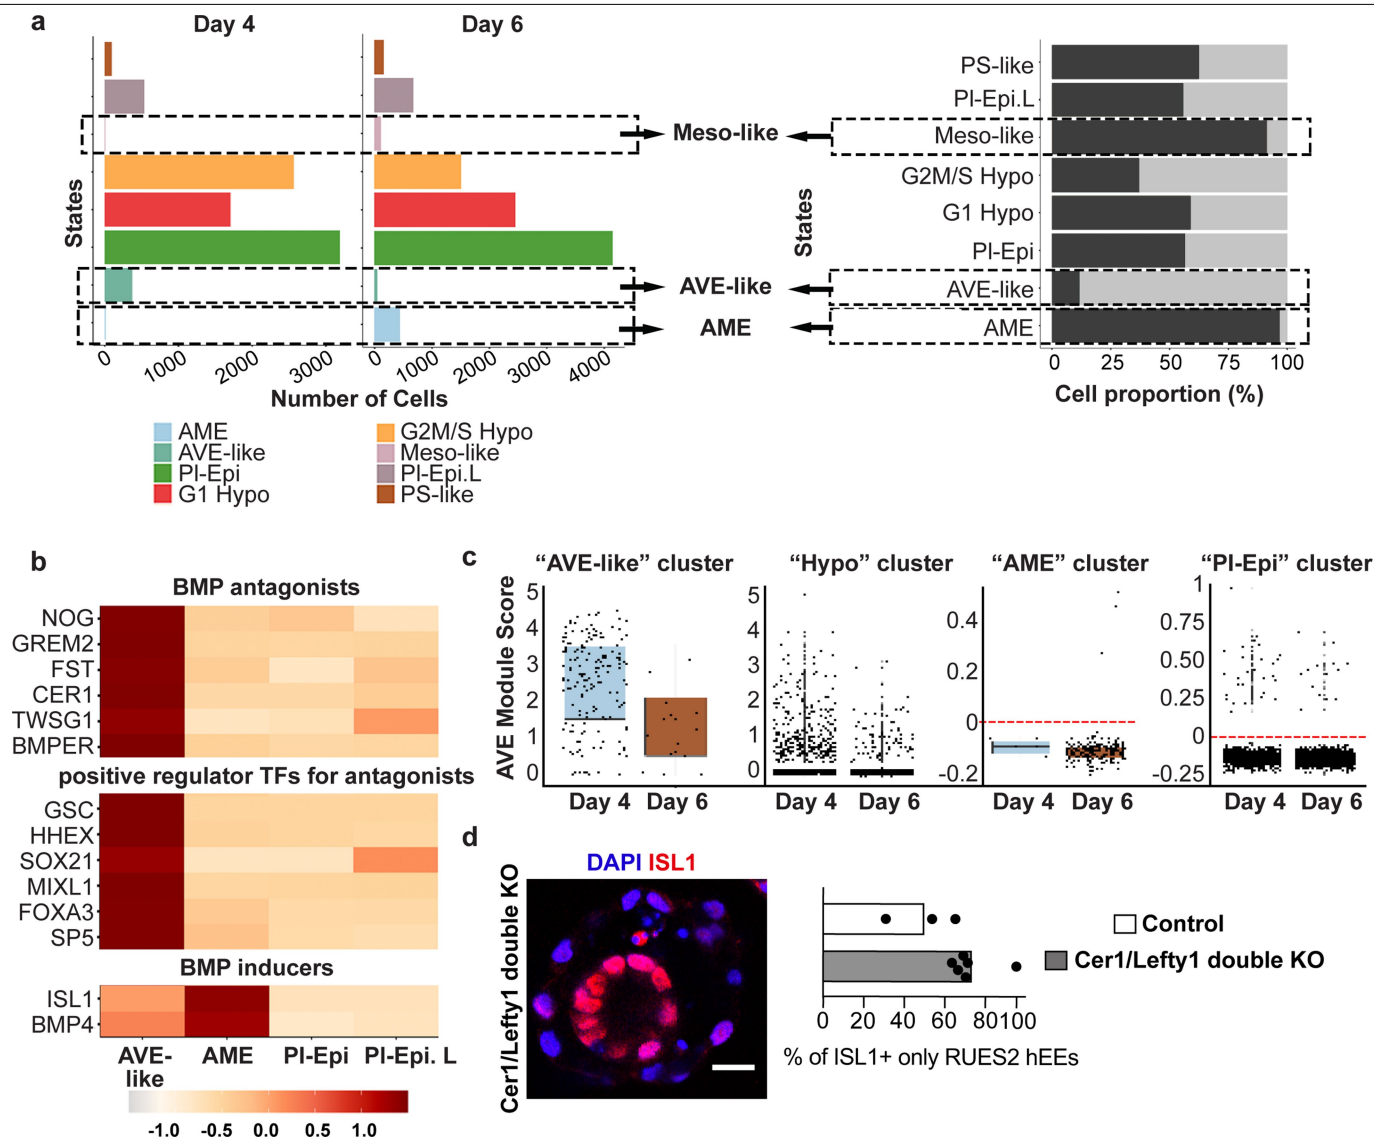 a
Day 4
Day 6
States
Meso-like
AVE-like
AME
0 1000 2000 3000
0 1000 2000 3000 4000
Number of Cells
AME
AVE-like
Pl-Epi
G1 Hypo
G2M/S Hypo
Meso-like
Pl-Epi.L
PS-like
States
PS-like
Pl-Epi.L
Meso-like
G2M/S Hypo
G1 Hypo
Pl-Epi
AVE-like
AME
0 25 50 75 100
Cell proportion (%)
b
BMP antagonists
NOG
GREM2
FST
CER1
TWSG1
BMPER
positive regulator TFs for antagonists
GSC
HHEX
SOX21
MIXL1
FOXA3
SP5
BMP inducers
ISL1
BMP4
AVE-
like
AME
Pl-Epi
Pl-Epi. L
-1.0 -0.5 0.0 0.5 1.0
c
“AVE-like” cluster
“Hypo” cluster
“AME” cluster
“Pl-Epi” cluster
AVE Module Score
5
4
3
2
1
0
Day 4 Day 6
5
4
3
2
1
0
Day 4 Day 6
0.4
0.2
0
-0.2
Day 4 Day 6
1
0.75
0.50
0.25
0
-0.25
Day 4 Day 6
d
DAPI ISL1
Cer1/Lefty1 double KO
Control
Cer1/Lefty1 double KO
0 20 40 60 80 100
% of ISL1+ only RUES2 hEEs